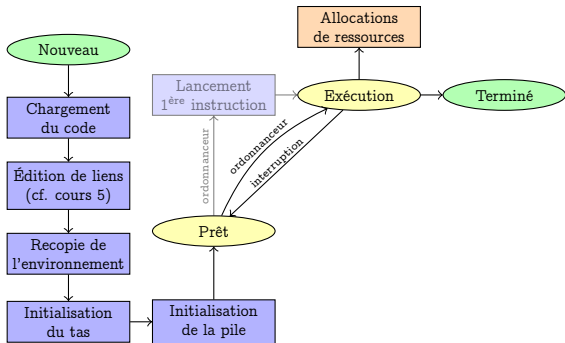 Nouveau
Chargement
du code
Édition de liens
(cf. cours 5)
Recopie de
l'environnement
Initialisation
du tas
Initialisation
de la pile
Prêt
ordonnanceur
Lancement
1ère instruction
ordonnanceur
interruption
Exécution
Allocations
de ressources
Terminé